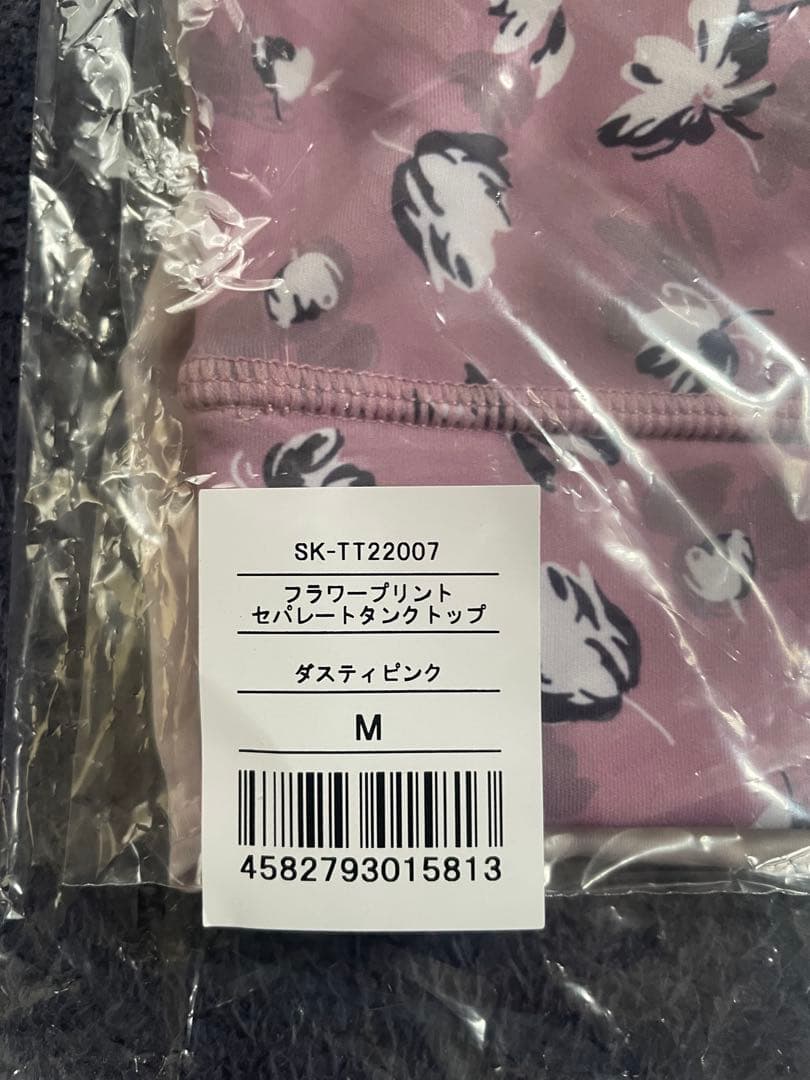 SK-TT22007
フラワープリント
セパレートタンクトップ
ダスティピンク
M
4582793015813